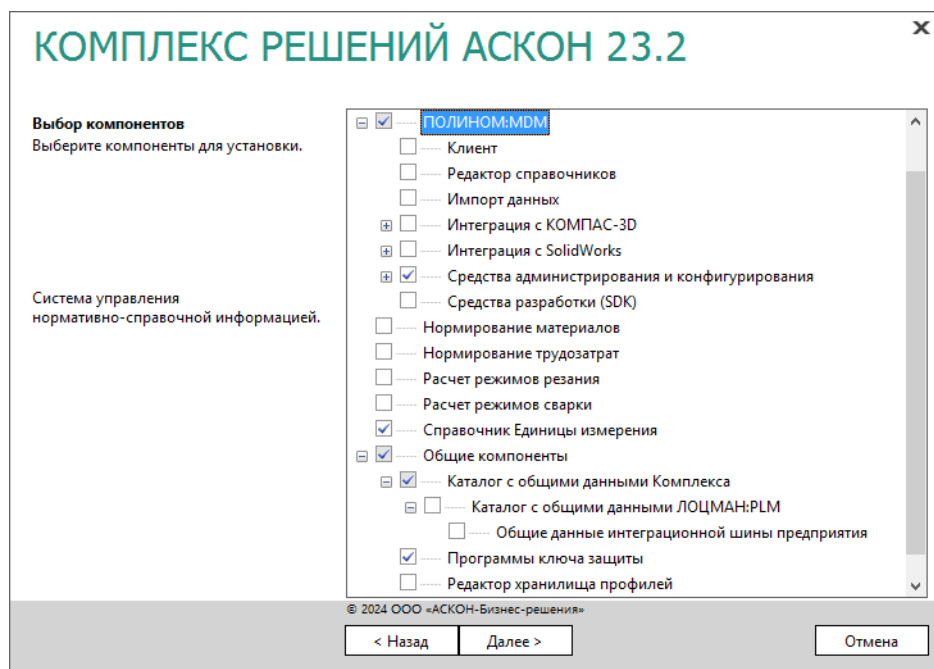 КОМПЛЕКС РЕШЕНИЙ АСКОН 23.2
Выбор компонентов
Выберите компоненты для установки.
Система управления
нормативно-справочной информацией.
ПОЛИНОМ:MDM
Клиент
Редактор справочников
Импорт данных
Интеграция с КОМПАС-3D
Интеграция с SolidWorks
Средства администрирования и конфигурирования
Средства разработки (SDK)
Нормирование материалов
Нормирование трудозатрат
Расчет режимов резания
Расчет режимов сварки
Справочник Единицы измерения
Общие компоненты
Каталог с общими данными Комплекса
Каталог с общими данными ЛОЦМАН:PLM
Общие данные интеграционной шины предприятия
Программы ключа защиты
Редактор хранилища профилей
© 2024 ООО «АСКОН-Бизнес-решения»
< Назад
Далее >
Отмена